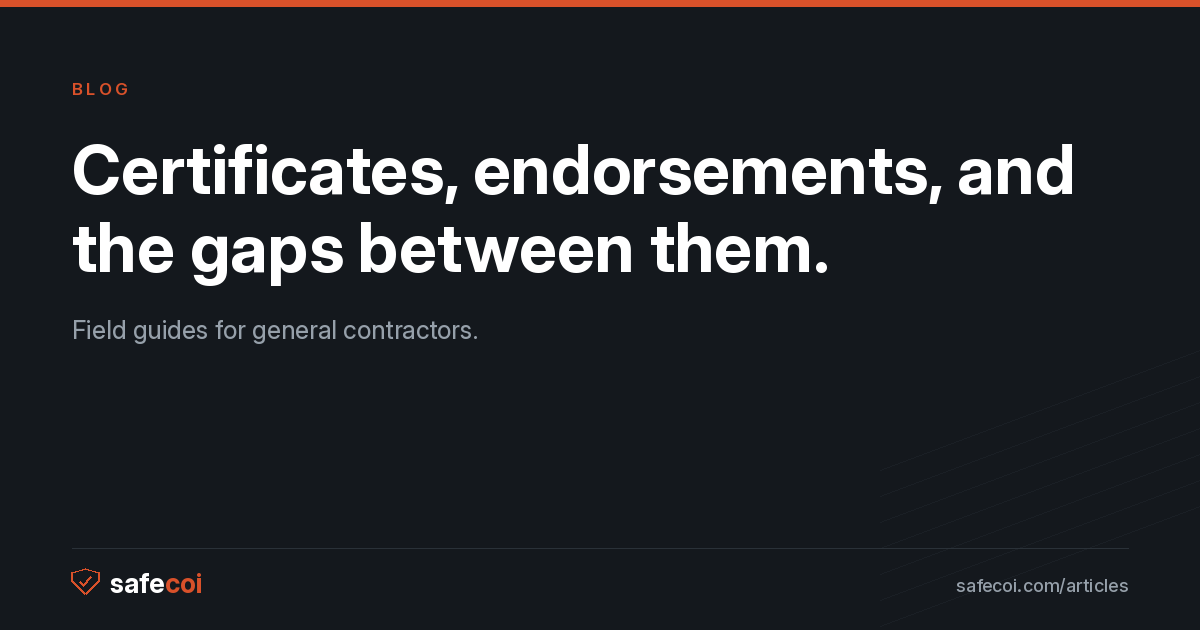 BLOG
Certificates, endorsements, and
the gaps between them.
Field guides for general contractors.
safecoi
safecoi.com/articles